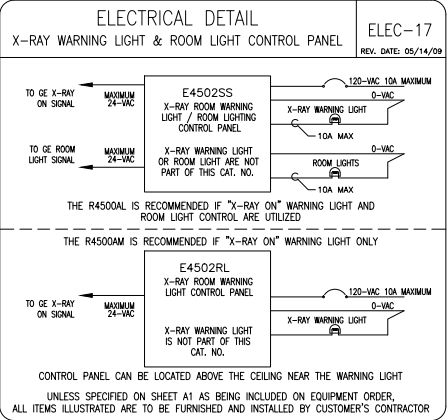 ELECTRICAL DETAIL
X-RAY WARNING LIGHT & ROOM LIGHT CONTROL PANEL
ELEC-17
REV. DATE: 05/14/09
TO GE X-RAY
ON SIGNAL
MAXIMUM
24-VAC
E4502SS
X-RAY ROOM WARNING
LIGHT / ROOM LIGHTING
CONTROL PANEL
X-RAY WARNING LIGHT
OR ROOM LIGHT ARE NOT
PART OF THIS CAT. NO.
120-VAC 10A MAXIMUM
0-VAC
X-RAY WARNING LIGHT
10A MAX
TO GE ROOM
LIGHT SIGNAL
MAXIMUM
24-VAC
0-VAC
ROOM LIGHTS
10A MAX
THE R4500AL IS RECOMMENDED IF "X-RAY ON" WARNING LIGHT AND
ROOM LIGHT CONTROL ARE UTILIZED
THE R4500AM IS RECOMMENDED IF "X-RAY ON" WARNING LIGHT ONLY
E4502RL
X-RAY ROOM WARNING
LIGHT CONTROL PANEL
X-RAY WARNING LIGHT
IS NOT PART OF THIS
CAT. NO.
TO GE X-RAY
ON SIGNAL
MAXIMUM
24-VAC
120-VAC 10A MAXIMUM
0-VAC
X-RAY WARNING LIGHT
CONTROL PANEL CAN BE LOCATED ABOVE THE CEILING NEAR THE WARNING LIGHT
UNLESS SPECIFIED ON SHEET A1 AS BEING INCLUDED ON EQUIPMENT ORDER,
ALL ITEMS ILLUSTRATED ARE TO BE FURNISHED AND INSTALLED BY CUSTOMER'S CONTRACTOR